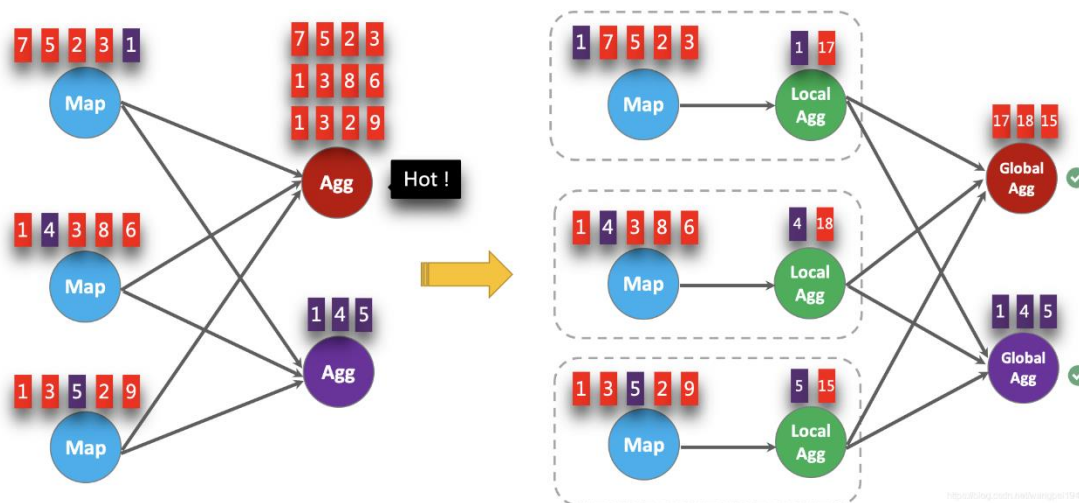 7 5 2 3 1
Map
7 5 2 3
1 3 8 6
1 3 2 9
Agg
Hot !
1 4 3 8 6
Map
1 4 5
Agg
1 3 5 2 9
Map
1 7 5 2 3
Map
1 17
Local
Agg
17 18 15
Global
Agg
1 4 3 8 6
Map
4 18
Local
Agg
1 4 5
Global
Agg
1 3 5 2 9
Map
5 15
Local
Agg